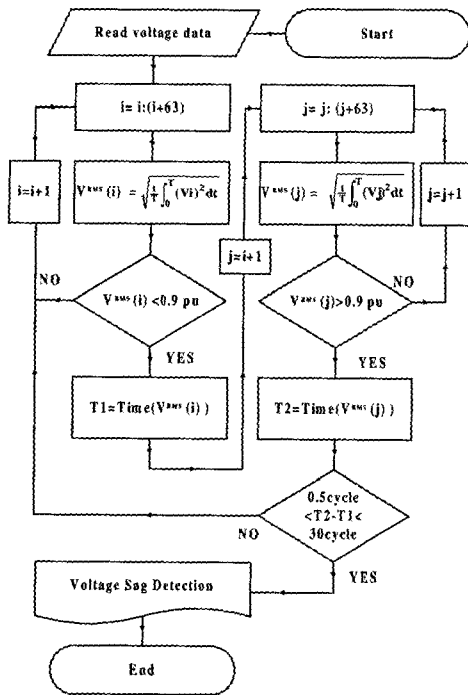 Read voltage data
Start
i= i:(i+63)
j= j: (j+63)
i=i+1
V^RMS(i) = √(1/T ∫₀ᵀ (Vi)² dt)
V^RMS(j) = √(1/T ∫₀ᵀ (Vj)² dt)
j=j+1
j=i+1
NO
V^RMS(i) <0.9 pu
V^RMS(j)>0.9 pu
NO
YES
YES
T1=Time(V^RMS(i) )
T2=Time(V^RMS(j) )
0.5cycle
<T2-T1<
30cycle
NO
YES
Voltage Sag Detection
End